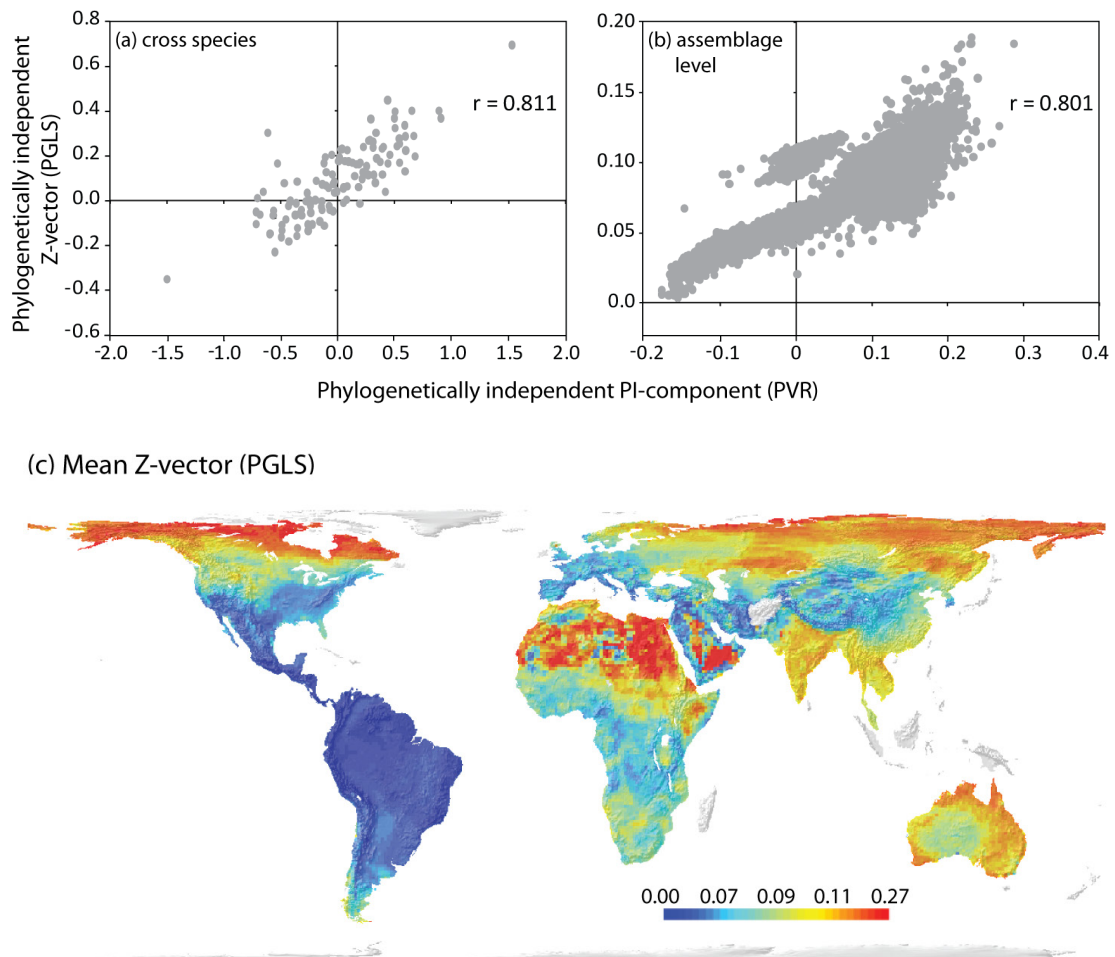 (a) cross species
r = 0.811
0.8
0.6
0.4
0.2
0.0
-0.2
-0.4
-0.6
-2.0 -1.5 -1.0 -0.5 0.0 0.5 1.0 1.5 2.0
Phylogenetically independent
Z-vector (PGLS)
(b) assemblage
level
r = 0.801
0.20
0.15
0.10
0.05
0.0
-0.2 -0.1 0 0.1 0.2 0.3 0.4
Phylogenetically independent PI-component (PVR)
(c) Mean Z-vector (PGLS)
0.00 0.07 0.09 0.11 0.27